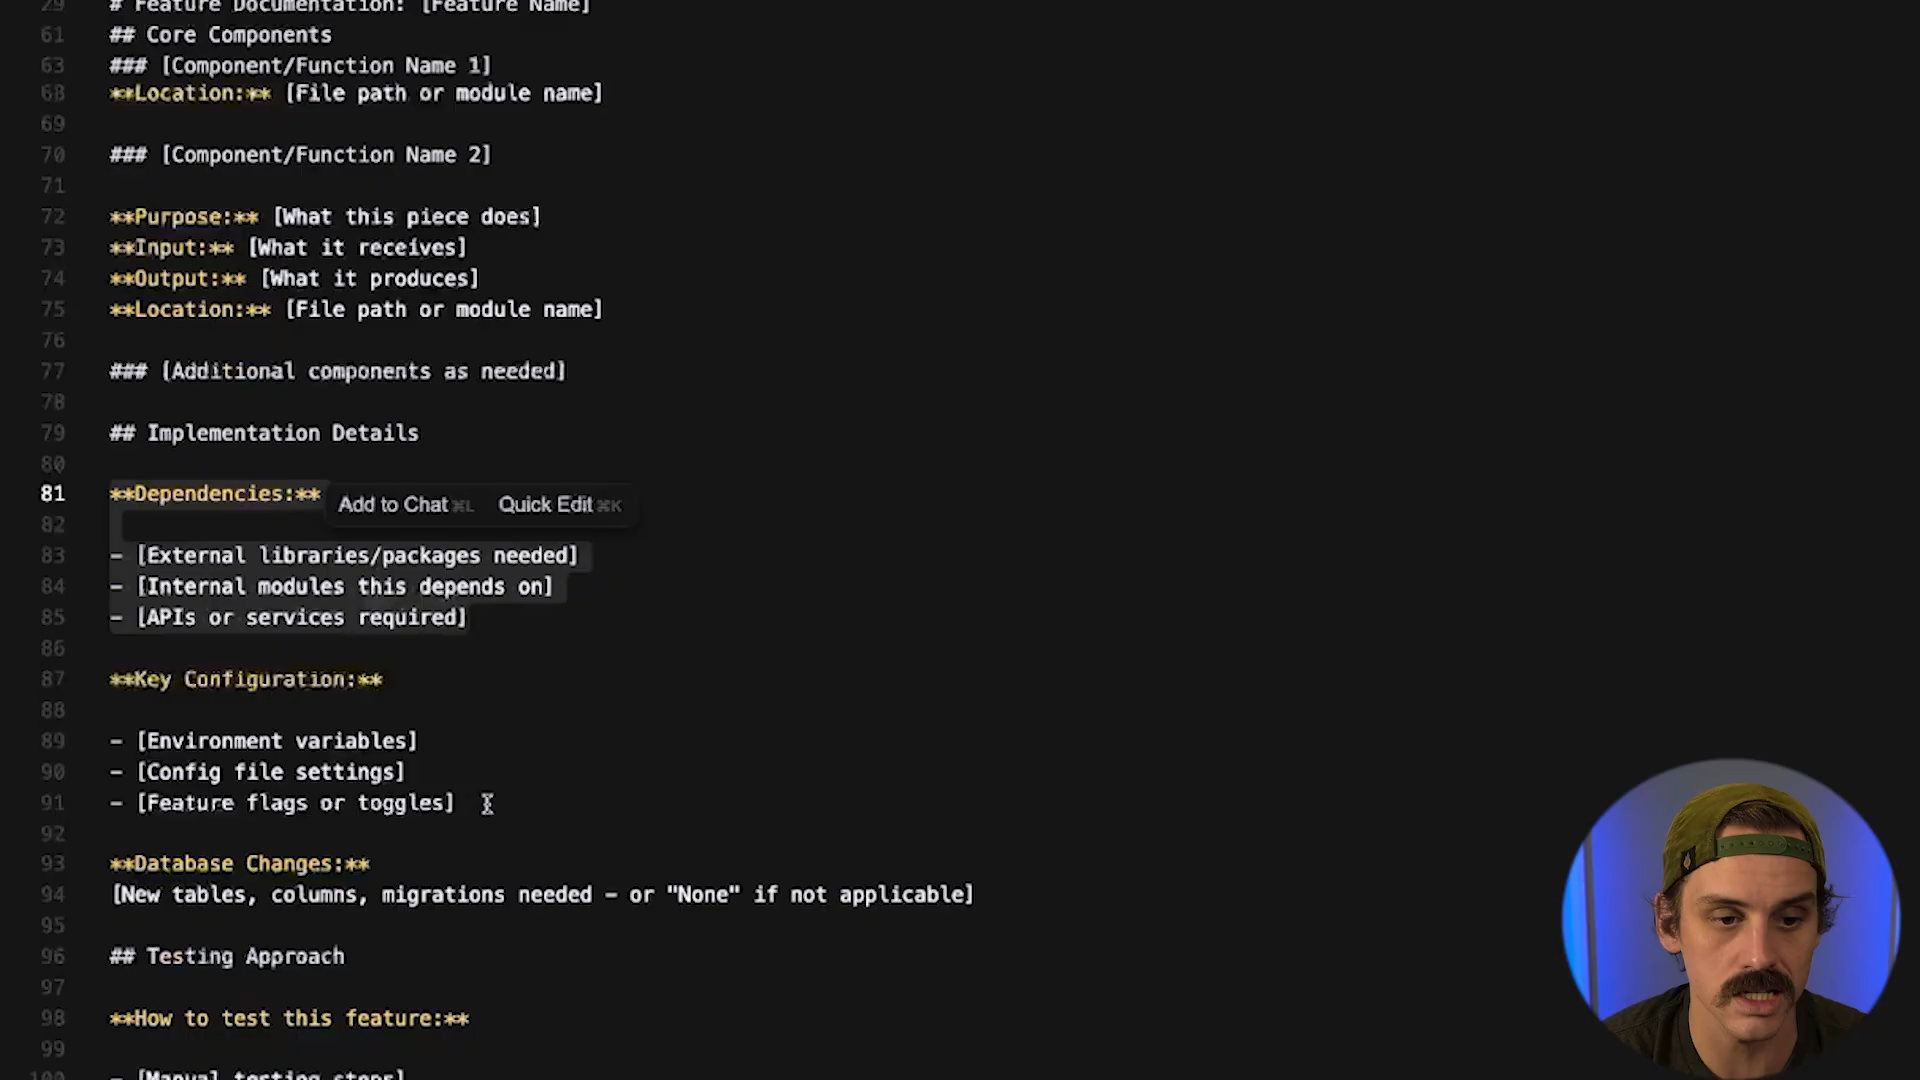 29 # Feature Documentation: [Feature Name]
61 ## Core Components
63 ### [Component/Function Name 1]
68 **Location:** [File path or module name]
69
70 ### [Component/Function Name 2]
71
72 **Purpose:** [What this piece does]
73 **Input:** [What it receives]
74 **Output:** [What it produces]
75 **Location:** [File path or module name]
76
77 ### [Additional components as needed]
78
79 ## Implementation Details
80
81 **Dependencies:**
Add to Chat ⌘L Quick Edit ⌘K
82
83 - [External libraries/packages needed]
84 - [Internal modules this depends on]
85 - [APIs or services required]
86
87 **Key Configuration:**
88
89 - [Environment variables]
90 - [Config file settings]
91 - [Feature flags or toggles]
92
93 **Database Changes:**
94 [New tables, columns, migrations needed - or "None" if not applicable]
95
96 ## Testing Approach
97
98 **How to test this feature:**
99
100 - [Manual testing steps]